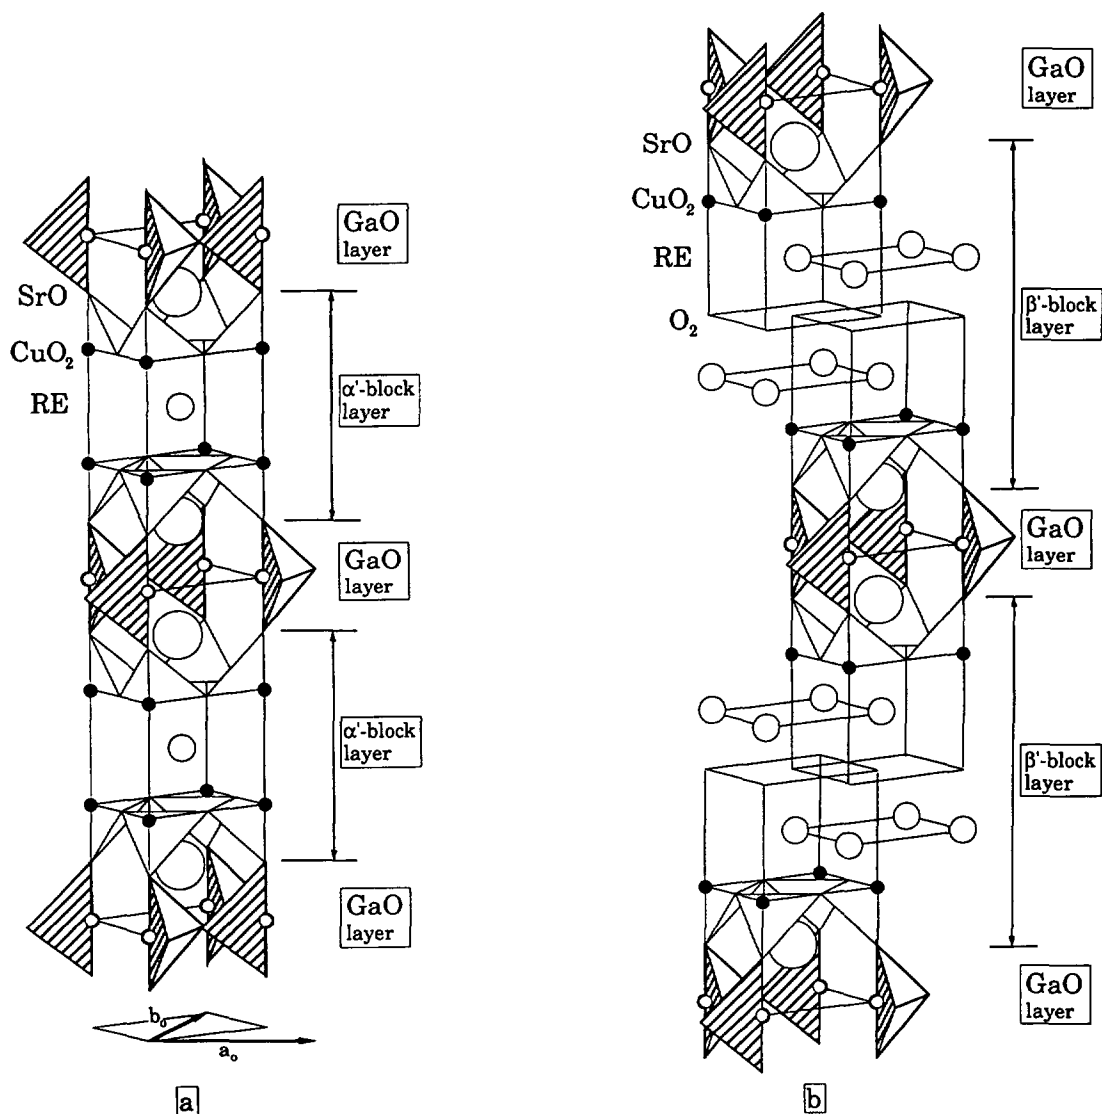 GaO
layer
SrO
CuO₂
RE
α'-block
layer
GaO
layer
α'-block
layer
GaO
layer
b₀
a₀
a
GaO
layer
SrO
CuO₂
RE
O₂
β'-block
layer
GaO
layer
β'-block
layer
GaO
layer
b